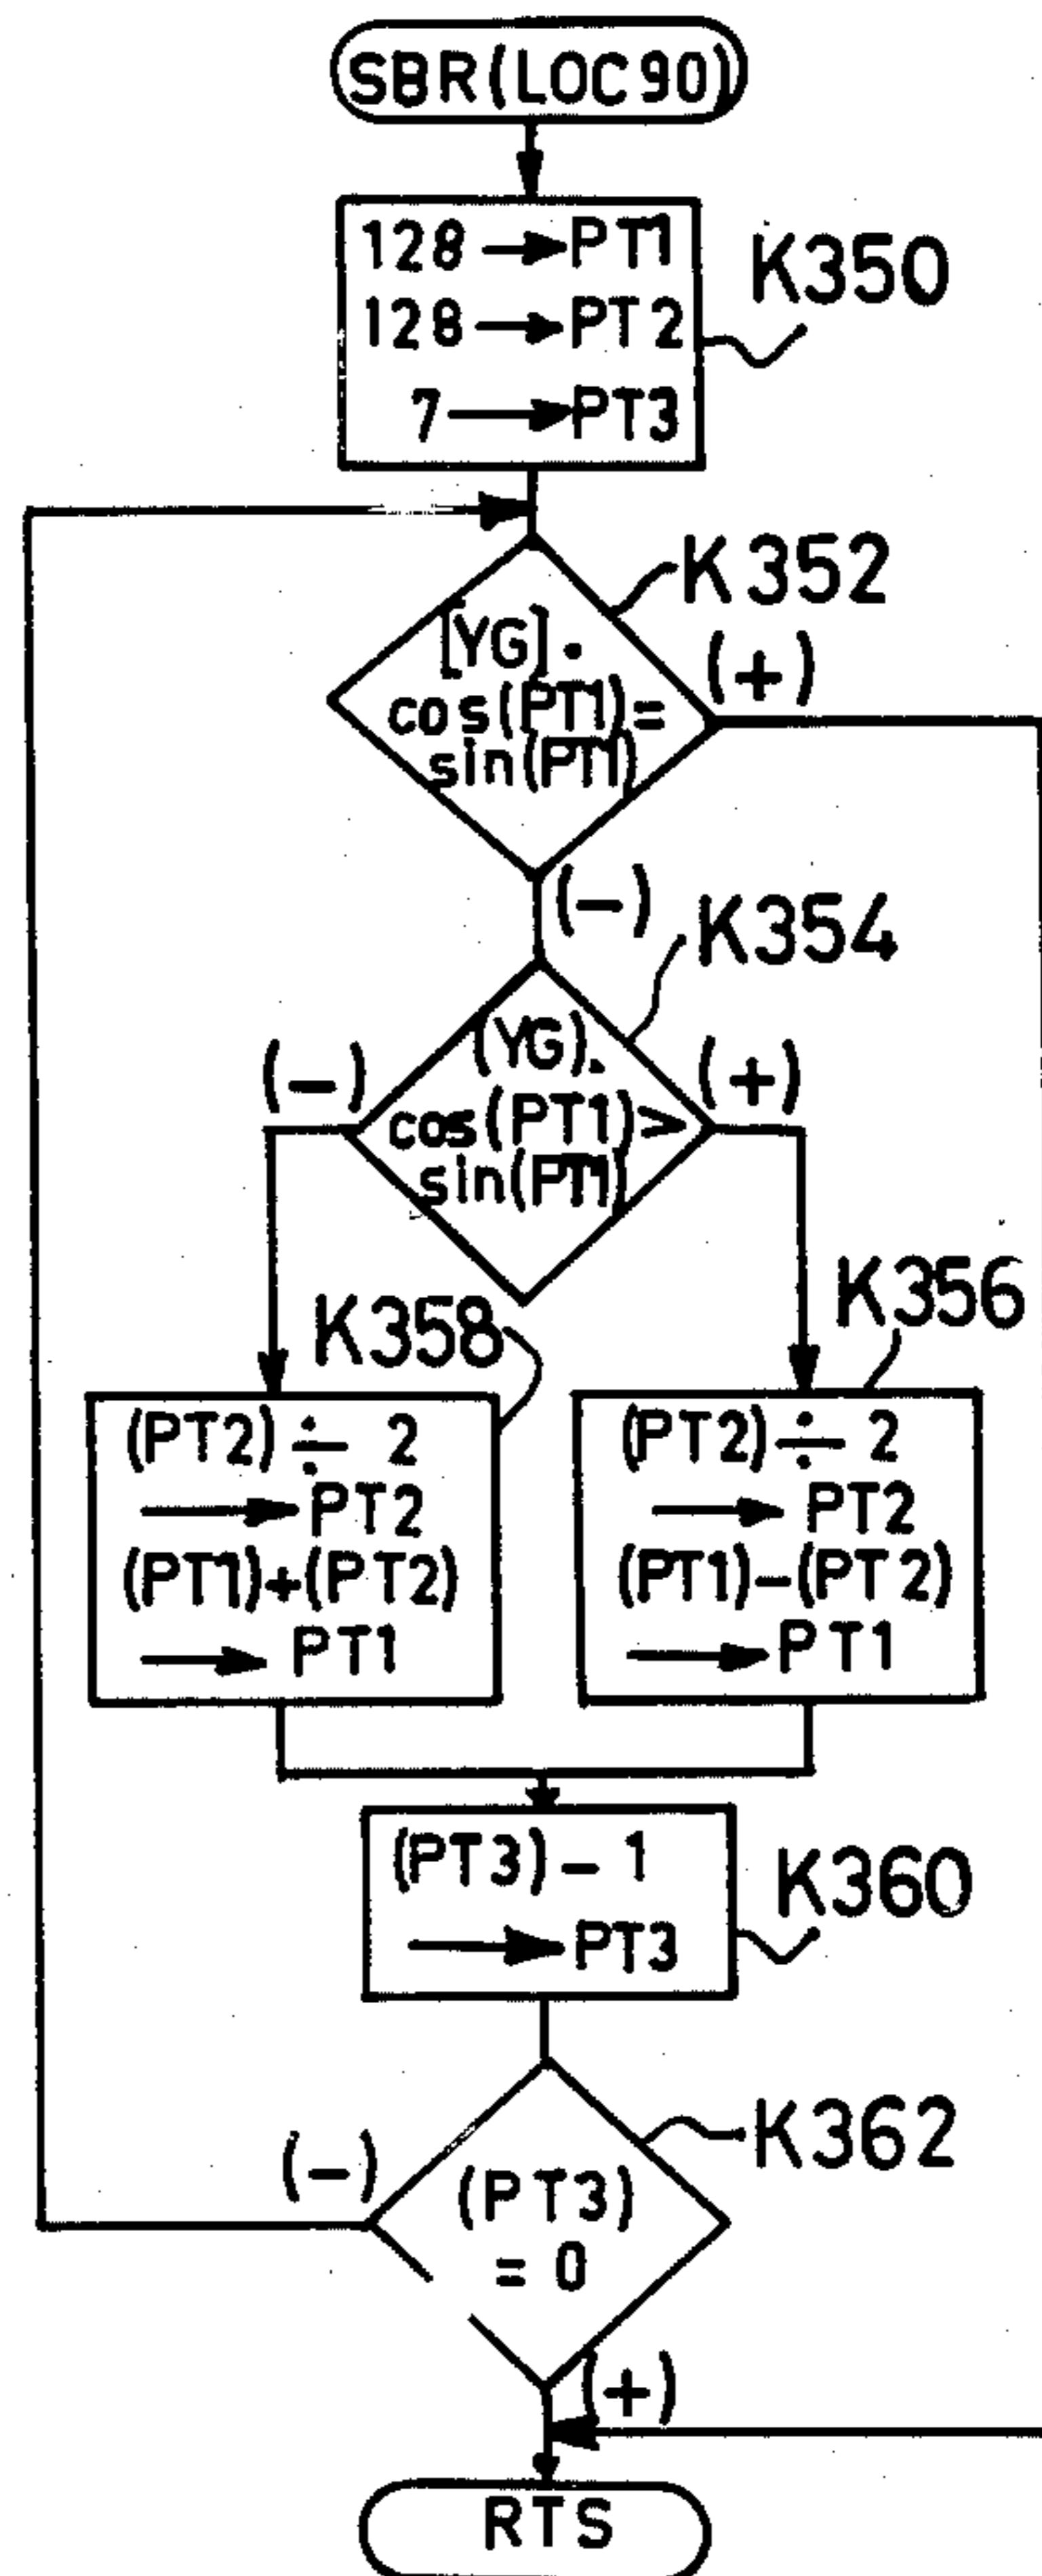 SBR(LOC90)
128 → PT1
128 → PT2
7 → PT3
K350
K352
[YG] .
cos(PT1)=
sin(PT1)
(+)
(-)
K354
(YG).
cos(PT1)>
sin(PT1)
(-)
(+)
K358
K356
(PT2) ÷ 2
→ PT2
(PT1)+(PT2)
→ PT1
(PT2) ÷ 2
→ PT2
(PT1)-(PT2)
→ PT1
(PT3) - 1
→ PT3
K360
K362
(-)
(PT3)
= 0
(+)
RTS